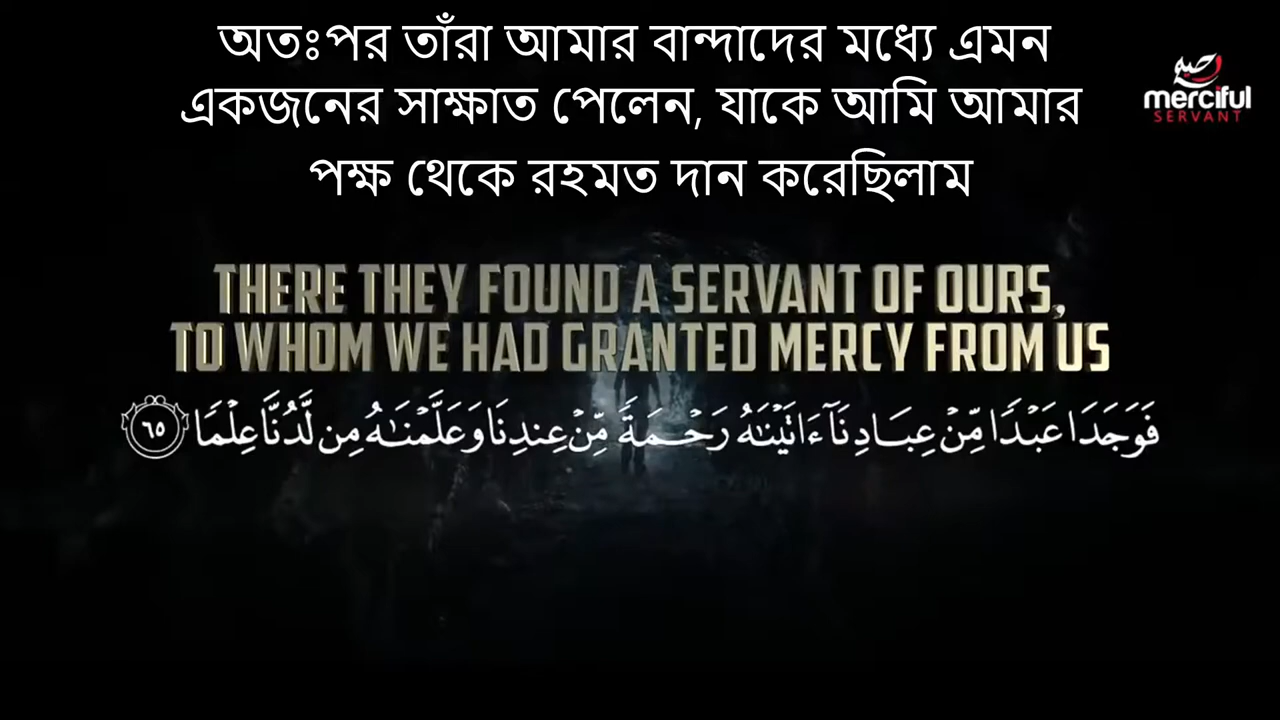 অতঃপর তাঁরা আমার বান্দাদের মধ্যে এমন
একজনের সাক্ষাত পেলেন, যাকে আমি আমার
পক্ষ থেকে রহমত দান করেছিলাম
رحيم
merciful
SERVANT
THERE THEY FOUND A SERVANT OF OURS,
TO WHOM WE HAD GRANTED MERCY FROM US
فَوَجَدَا عَبْدًا مِّنْ عِبَادِنَآ ءَاتَيْنَٰهُ رَحْمَةً مِّنْ عِندِنَا وَعَلَّمْنَٰهُ مِن لَّدُنَّا عِلْمًا ٦٥